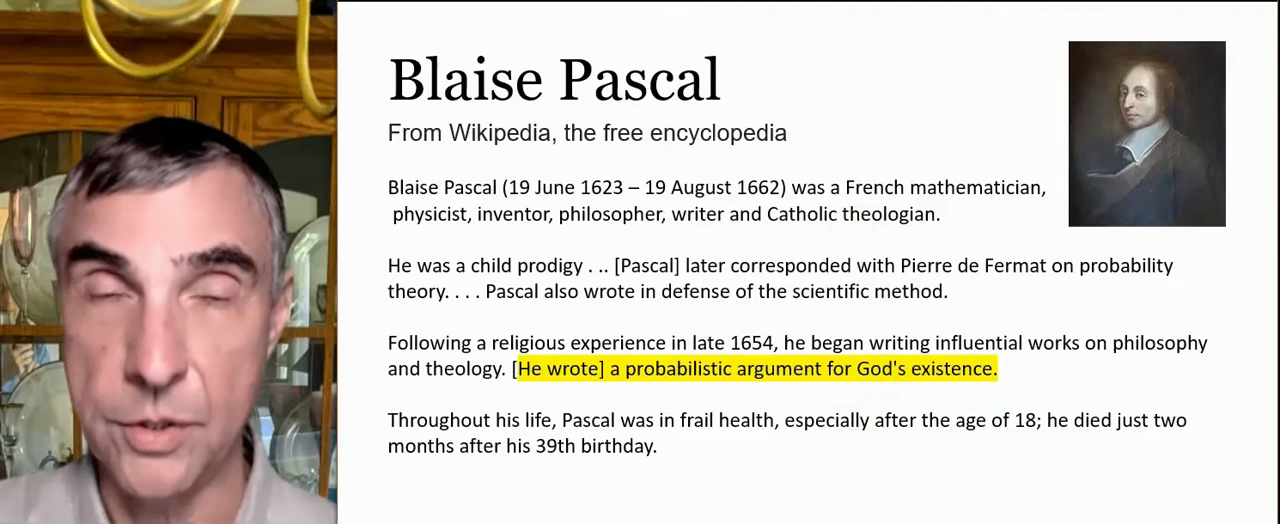 Blaise Pascal
From Wikipedia, the free encyclopedia
Blaise Pascal (19 June 1623 – 19 August 1662) was a French mathematician,
physicist, inventor, philosopher, writer and Catholic theologian.
He was a child prodigy . .. [Pascal] later corresponded with Pierre de Fermat on probability
theory. . . . Pascal also wrote in defense of the scientific method.
Following a religious experience in late 1654, he began writing influential works on philosophy
and theology. [He wrote] a probabilistic argument for God's existence.
Throughout his life, Pascal was in frail health, especially after the age of 18; he died just two
months after his 39th birthday.